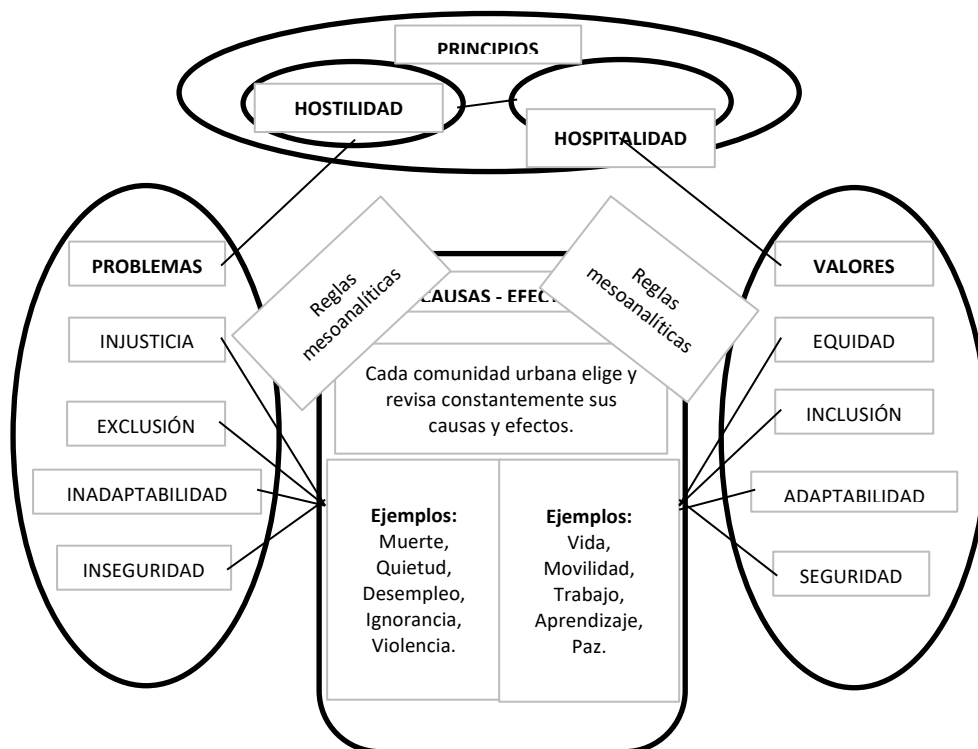 PRINCIPIOS
HOSTILIDAD
HOSPITALIDAD
PROBLEMAS
INJUSTICIA
EXCLUSIÓN
INADAPTABILIDAD
INSEGURIDAD
Reglas
mesoanalíticas
CAUSAS - EFECT
Cada comunidad urbana elige y
revisa constantemente sus
causas y efectos.
Ejemplos:
Muerte,
Quietud,
Desempleo,
Ignorancia,
Violencia.
Ejemplos:
Vida,
Movilidad,
Trabajo,
Aprendizaje,
Paz.
Reglas
mesoanalíticas
VALORES
EQUIDAD
INCLUSIÓN
ADAPTABILIDAD
SEGURIDAD